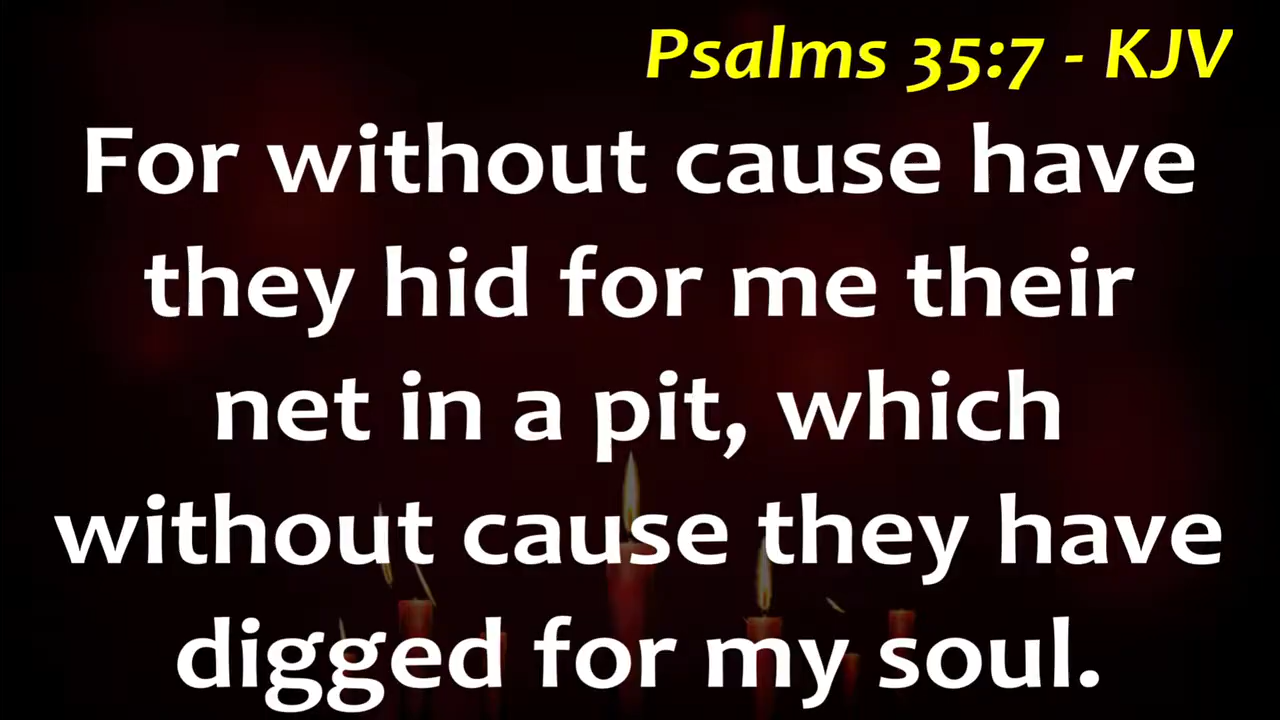 Psalms 35:7 - KJV
For without cause have
they hid for me their
net in a pit, which
without cause they have
digged for my soul.